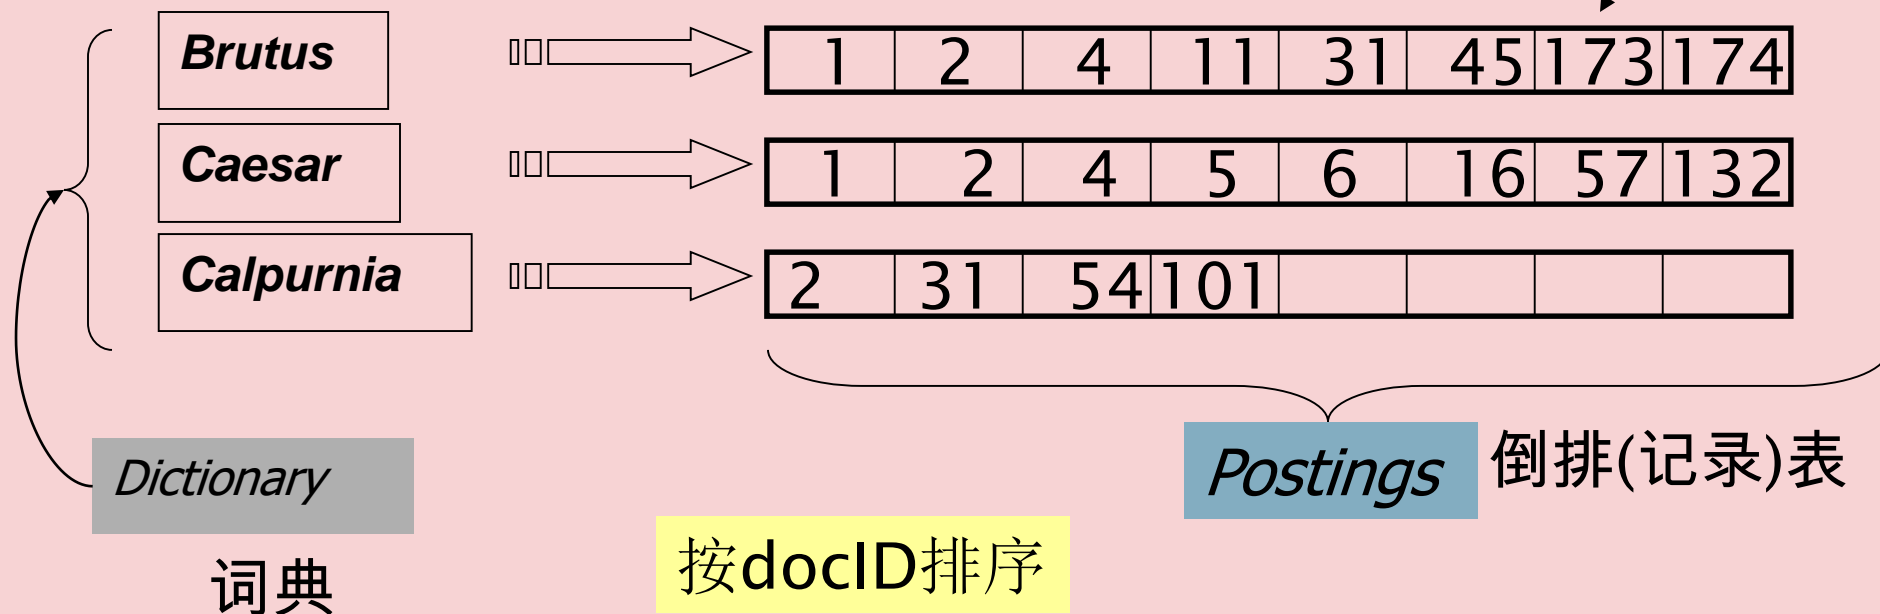 Brutus 1 2 4 11 31 45 173 174
Caesar 1 2 4 5 6 16 57 132
Calpurnia 2 31 54 101
Dictionary
Postings 倒排(记录)表
按docID排序
词典